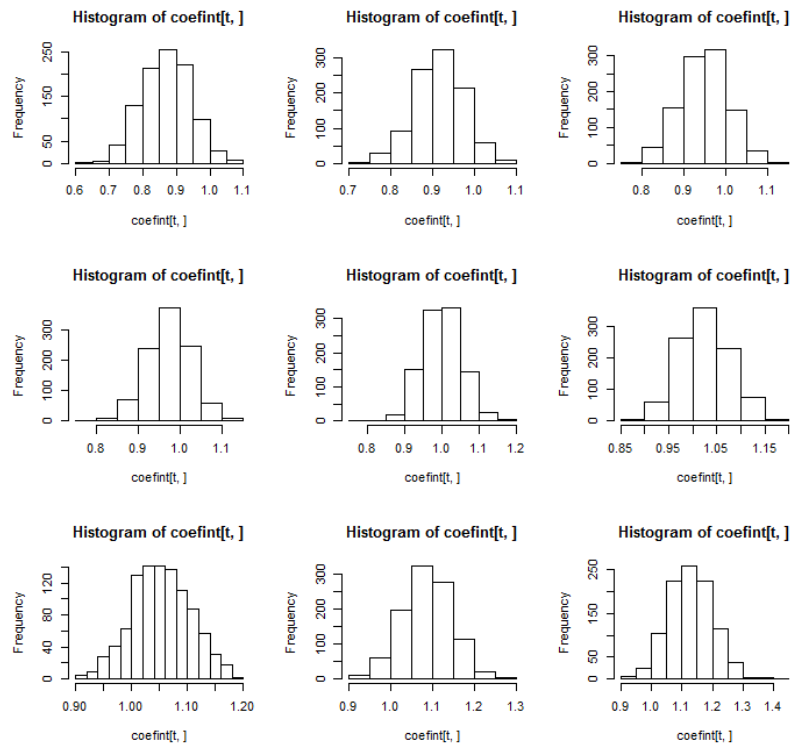 Histogram of coefint[t, ]
Frequency
0 50 150 250
0.6 0.7 0.8 0.9 1.0 1.1
coefint[t, ]
Histogram of coefint[t, ]
Frequency
0 100 200 300
0.7 0.8 0.9 1.0 1.1
coefint[t, ]
Histogram of coefint[t, ]
Frequency
0 100 200 300
0.8 0.9 1.0 1.1
coefint[t, ]
Histogram of coefint[t, ]
Frequency
0 100 200 300
0.8 0.9 1.0 1.1
coefint[t, ]
Histogram of coefint[t, ]
Frequency
0 100 200 300
0.8 0.9 1.0 1.1 1.2
coefint[t, ]
Histogram of coefint[t, ]
Frequency
0 100 200 300
0.85 0.95 1.05 1.15
coefint[t, ]
Histogram of coefint[t, ]
Frequency
0 40 80 120
0.90 1.00 1.10 1.20
coefint[t, ]
Histogram of coefint[t, ]
Frequency
0 100 200 300
0.9 1.0 1.1 1.2 1.3
coefint[t, ]
Histogram of coefint[t, ]
Frequency
0 50 150 250
0.9 1.0 1.1 1.2 1.3 1.4
coefint[t, ]